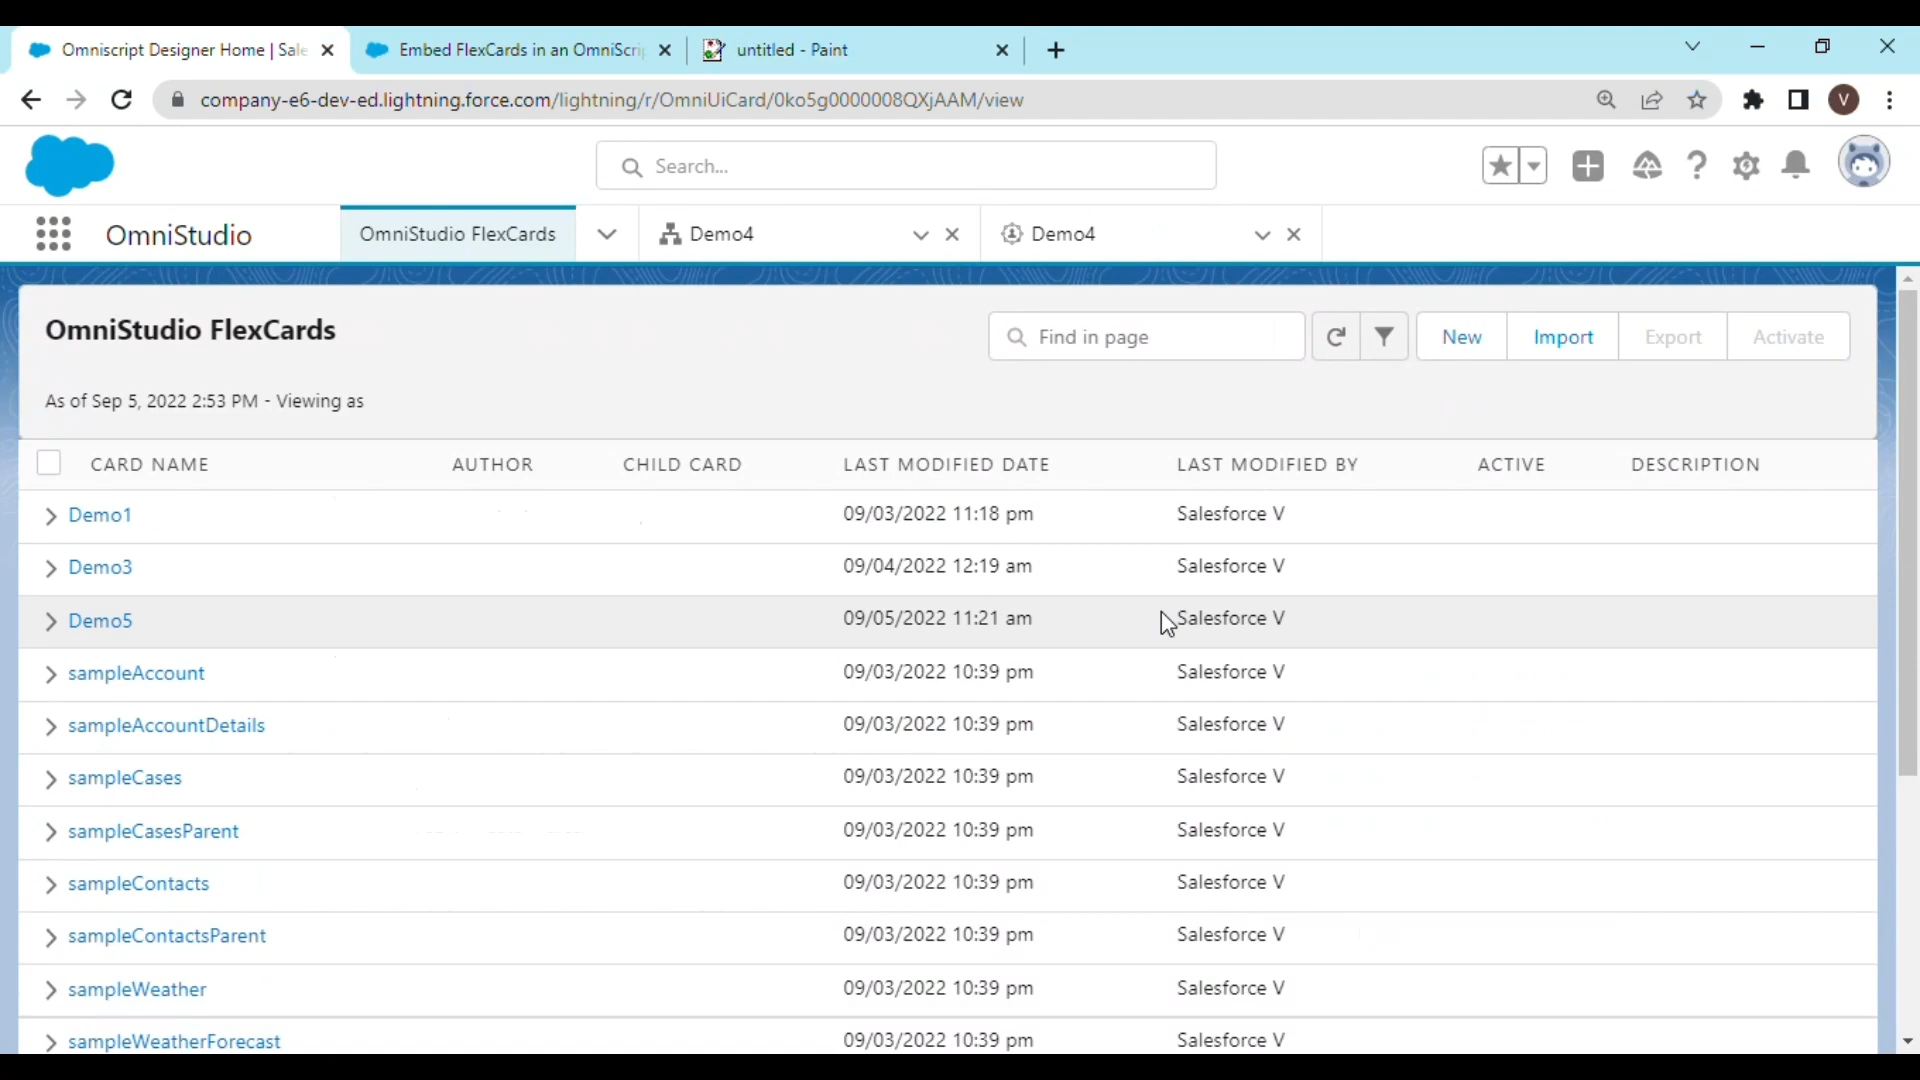 Omniscript Designer Home | Sale
Embed FlexCards in an OmniScrip
untitled - Paint
company-e6-dev-ed.lightning.force.com/lightning/r/OmniUiCard/0ko5g0000008QXjAAM/view
V
Search...
OmniStudio
OmniStudio FlexCards
Demo4
Demo4
OmniStudio FlexCards
Find in page
New
Import
Export
Activate
As of Sep 5, 2022 2:53 PM - Viewing as
CARD NAME AUTHOR CHILD CARD LAST MODIFIED DATE LAST MODIFIED BY ACTIVE DESCRIPTION
Demo1 09/03/2022 11:18 pm Salesforce V
Demo3 09/04/2022 12:19 am Salesforce V
Demo5 09/05/2022 11:21 am Salesforce V
sampleAccount 09/03/2022 10:39 pm Salesforce V
sampleAccountDetails 09/03/2022 10:39 pm Salesforce V
sampleCases 09/03/2022 10:39 pm Salesforce V
sampleCasesParent 09/03/2022 10:39 pm Salesforce V
sampleContacts 09/03/2022 10:39 pm Salesforce V
sampleContactsParent 09/03/2022 10:39 pm Salesforce V
sampleWeather 09/03/2022 10:39 pm Salesforce V
sampleWeatherForecast 09/03/2022 10:39 pm Salesforce V